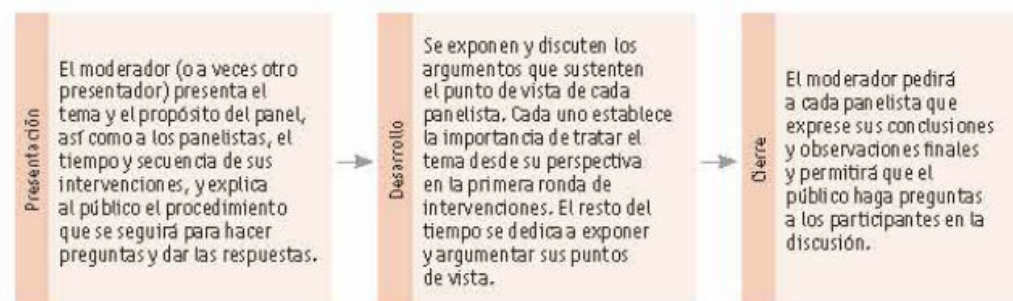 Presentación
El moderador (o a veces otro
presentador) presenta el
tema y el propósito del panel,
así como a los panelistas, el
tiempo y secuencia de sus
intervenciones, y explica
al público el procedimiento
que se seguirá para hacer
preguntas y dar las respuestas.
Desarrollo
Se exponen y discuten los
argumentos que sustenten
el punto de vista de cada
panelista. Cada uno establece
la importancia de tratar el
tema desde su perspectiva
en la primera ronda de
intervenciones. El resto del
tiempo se dedica a exponer
y argumentar sus puntos
de vista.
Cierre
El moderador pedirá
a cada panelista que
exprese sus conclusiones
y observaciones finales
y permitirá que el
público haga preguntas
a los participantes en la
discusión.